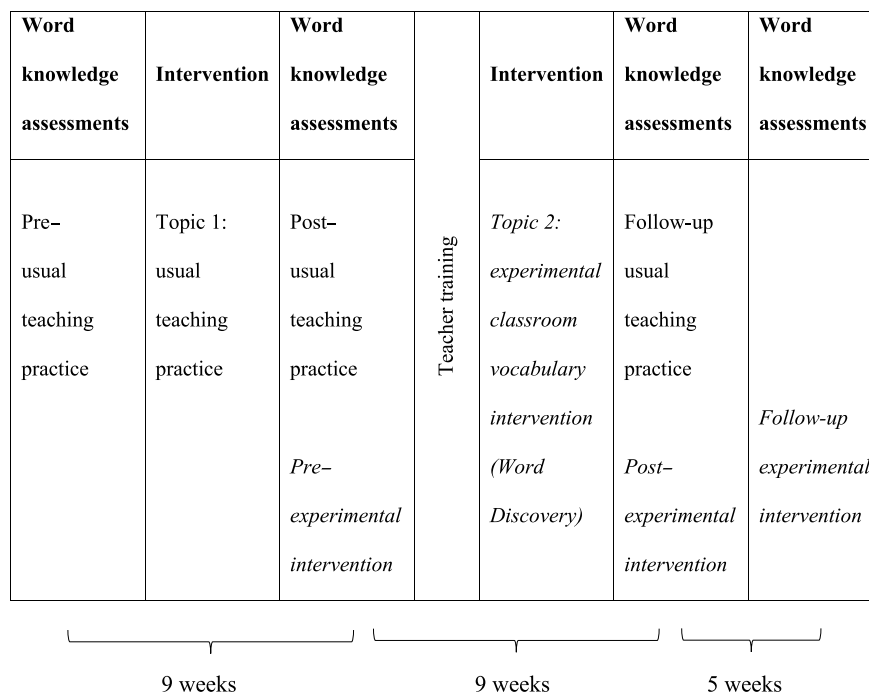 Word
knowledge
assessments
Intervention
Word
knowledge
assessments
Teacher training
Intervention
Word
knowledge
assessments
Word
knowledge
assessments
Pre–
usual
teaching
practice
Topic 1:
usual
teaching
practice
Post–
usual
teaching
practice
Pre–
experimental
intervention
Topic 2:
experimental
classroom
vocabulary
intervention
(Word
Discovery)
Follow-up
usual
teaching
practice
Post–
experimental
intervention
Follow-up
experimental
intervention
9 weeks
9 weeks
5 weeks